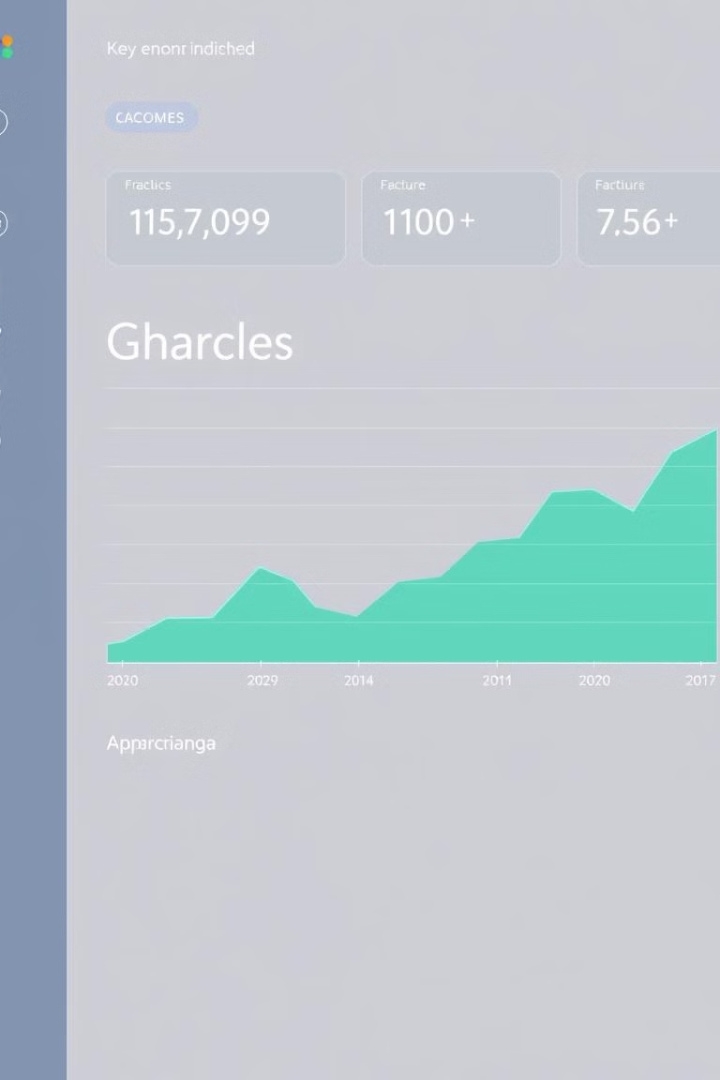 Key enonr indiched
CACOMES
Fraclics Facture Factiure
115,7,099 1100+ 7.56+
Gharcles
2020 2029 2014 2011 2020 2017
Apparcrianga